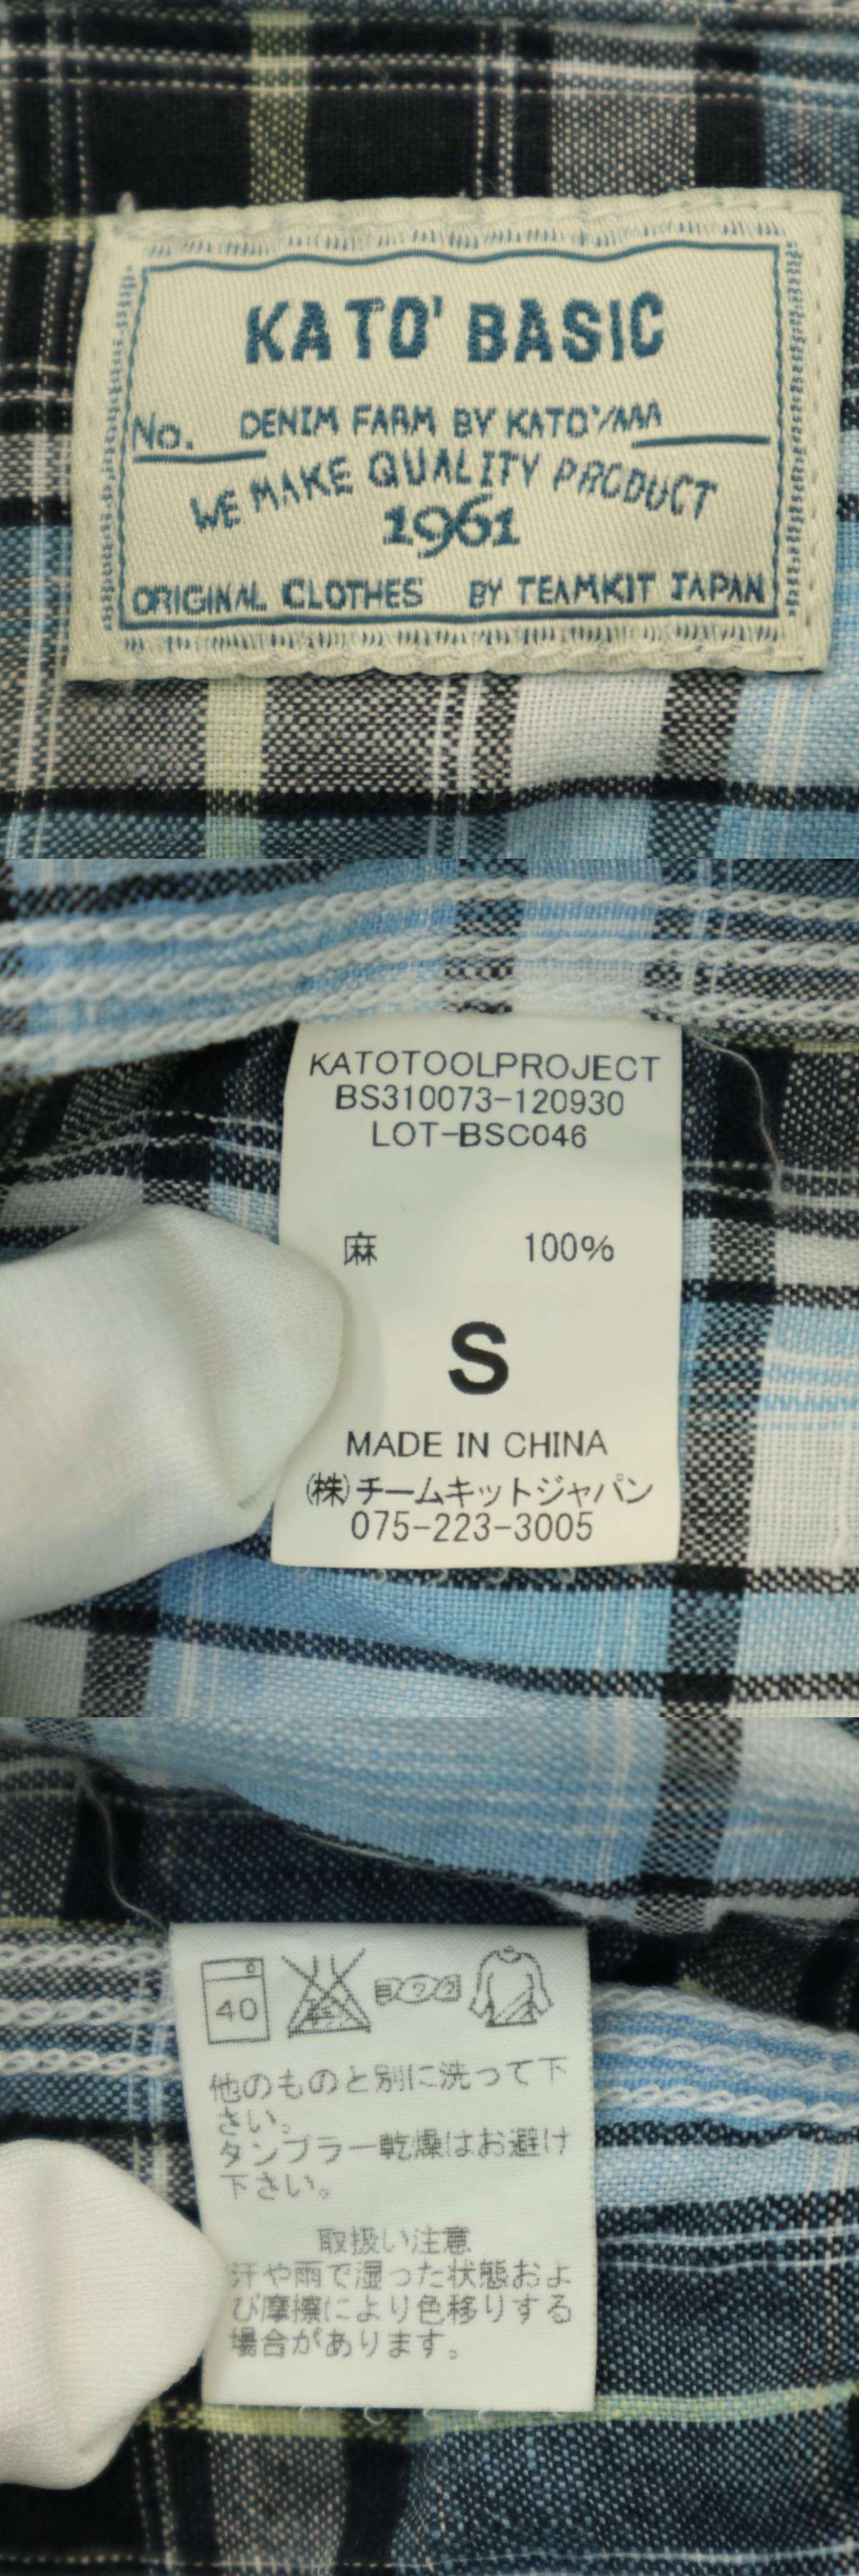 KATO' BASIC
No. DENIM FARM BY KATO'/AAA
WE MAKE QUALITY PRODUCT
1961
ORIGINAL CLOTHES BY TEAMKIT JAPAN
KATOTOOLPROJECT
BS310073-120930
LOT-BSC046
麻 100%
S
MADE IN CHINA
(株)チームキットジャパン
075-223-3005
40
他のものと別に洗って下
さい。
タンブラー乾燥はお避け
下さい。
取扱い注意
汗や雨で湿った状態およ
び摩擦により色移りする
場合があります。